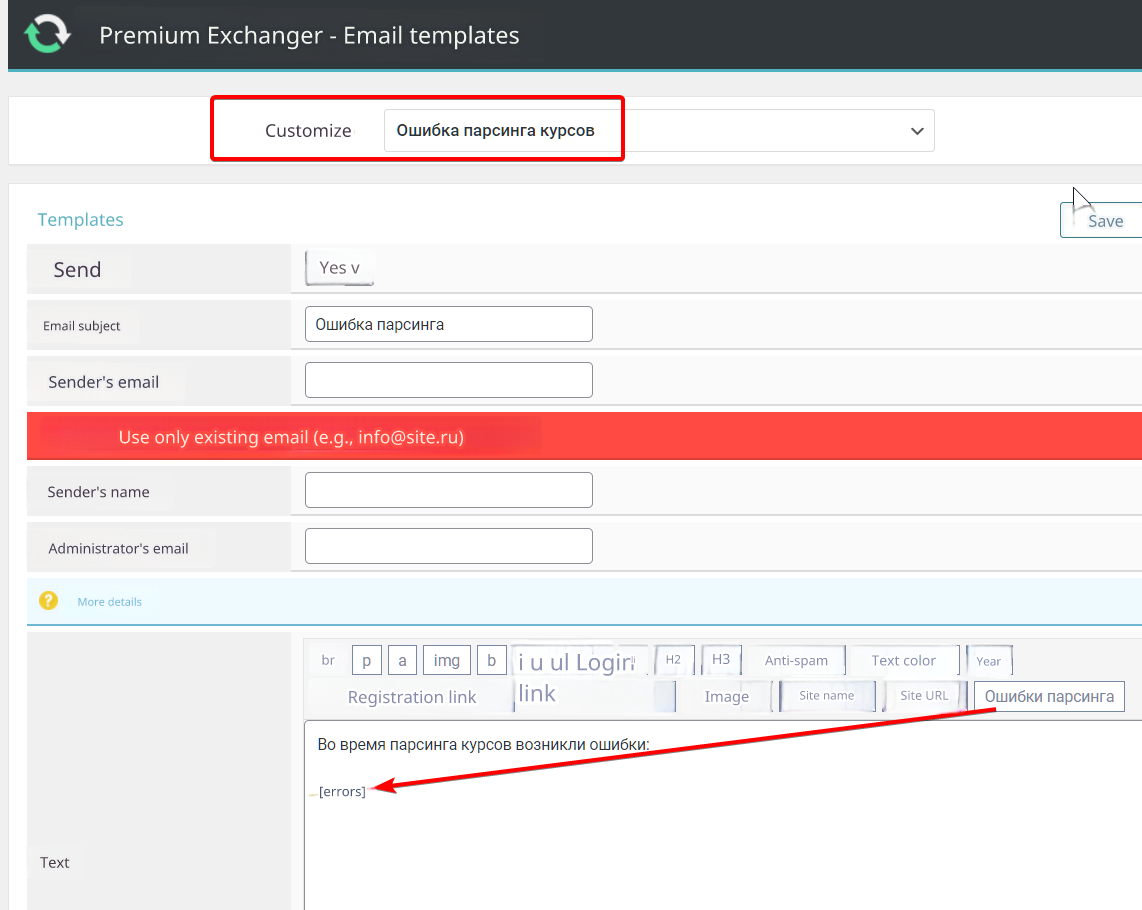 Premium Exchanger - Email templates
Customize Ошибка парсинга курсов
Templates
Save
Send Yes v
Email subject Ошибка парсинга
Sender's email
Use only existing email (e.g., info@site.ru)
Sender's name
Administrator's email
? More details
br p a img b i u ul Login link H2 H3 Anti-spam Text color Year
Registration link Image Site name Site URL Ошибки парсинга
Во время парсинга курсов возникли ошибки:
[errors]
Text